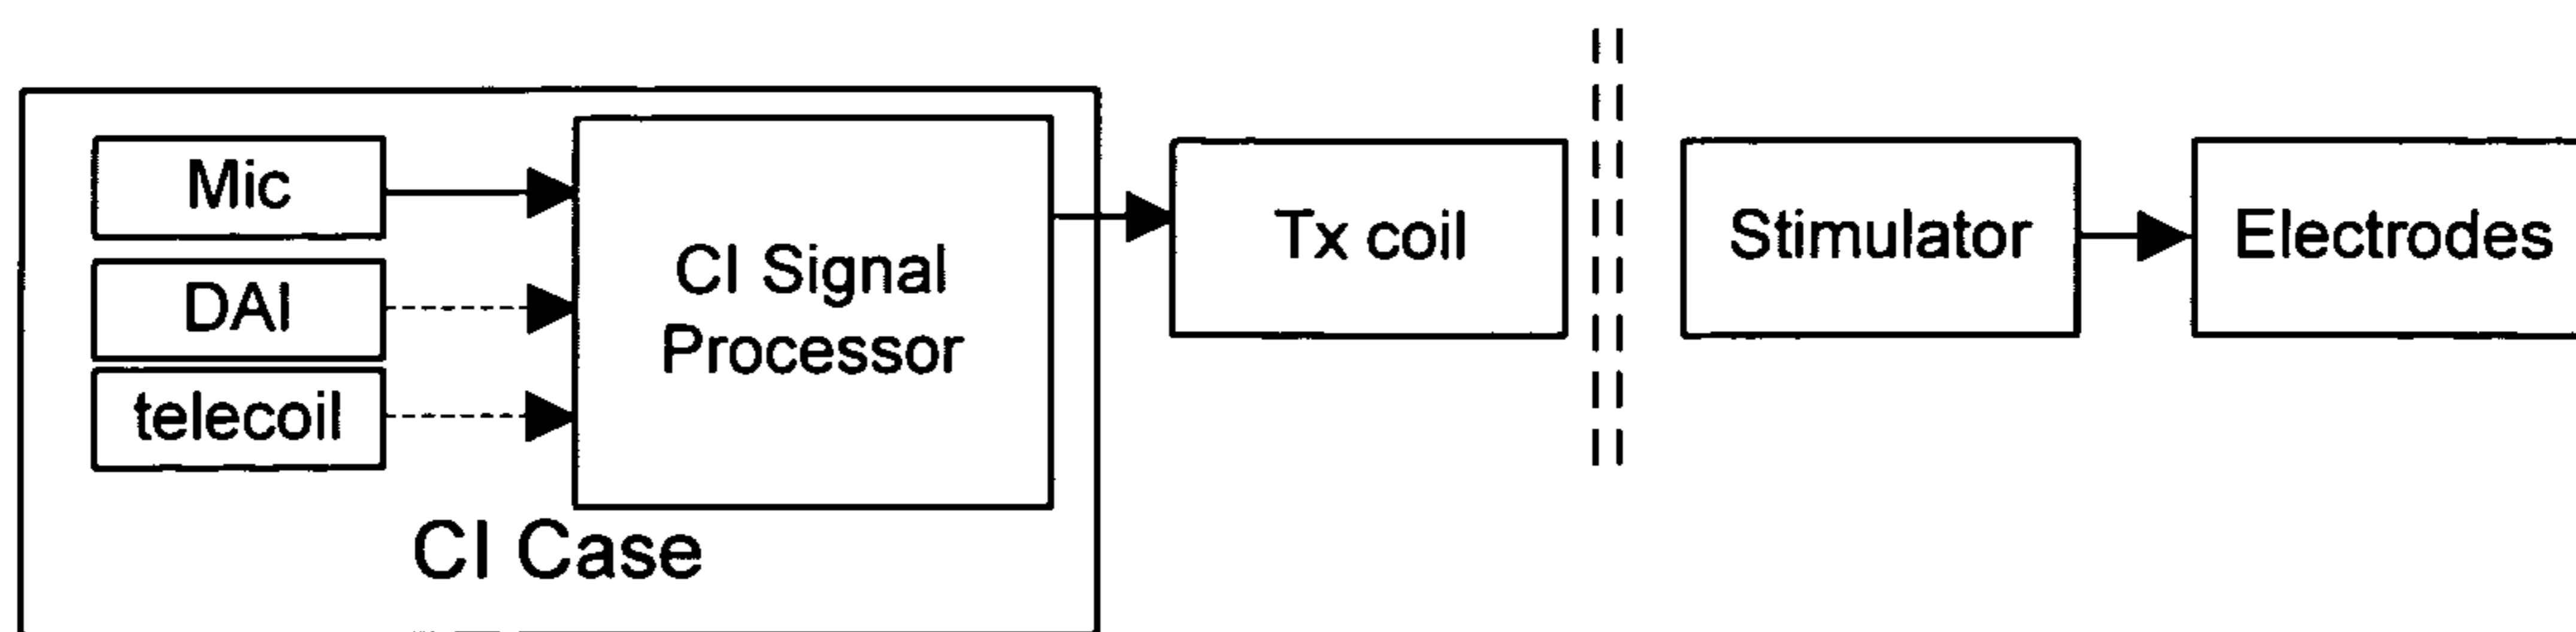 Mic
DAI
telecoil
CI Signal
Processor
CI Case
Tx coil
Stimulator
Electrodes